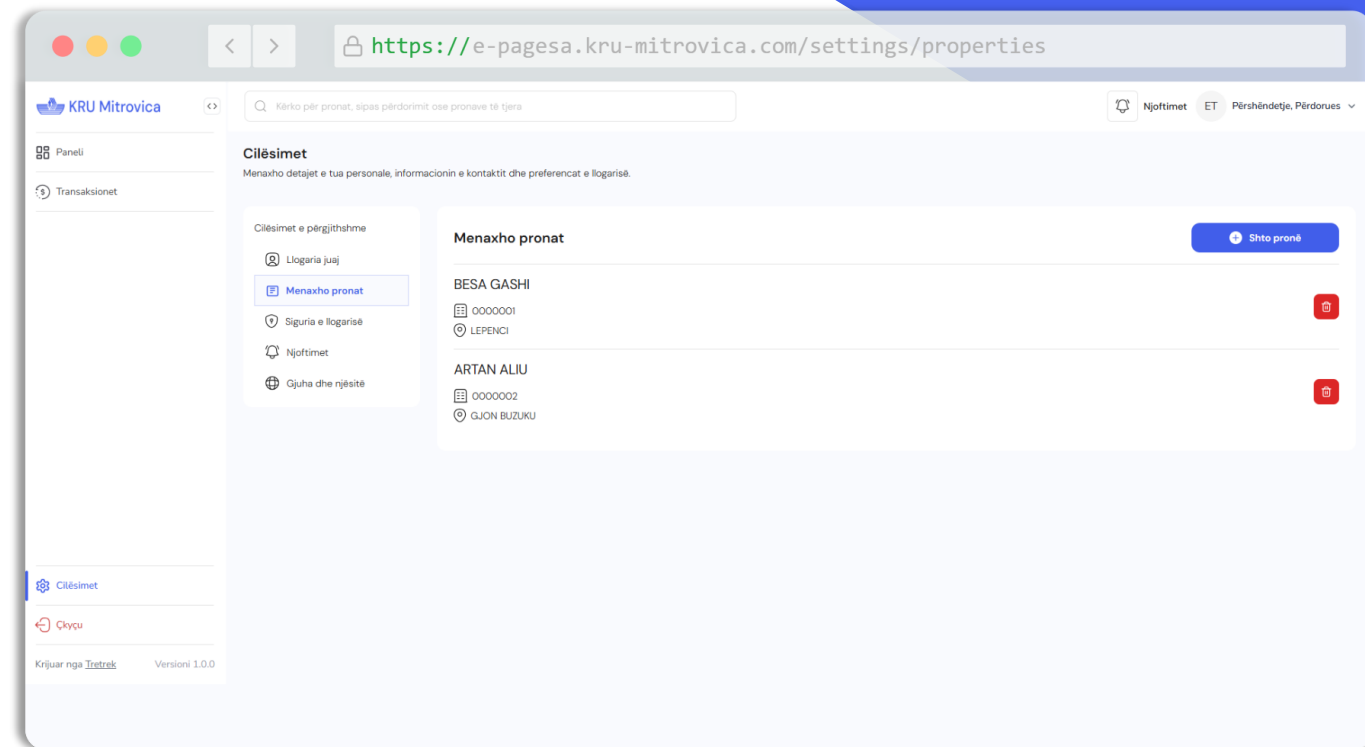 https://e-pagesa.kru-mitrovica.com/settings/properties
KRU Mitrovica
Kërko për pronat, sipas përdorimit ose pronave të tjera
Njoftimet
ET
Përshëndetje, Përdorues
Paneli
Transaksionet
Cilësimet
Menaxho detajet e tua personale, informacionin e kontaktit dhe preferencat e llogarisë.
Cilësimet e përgjithshme
Llogaria juaj
Menaxho pronat
Siguria e llogarisë
Njoftimet
Gjuha dhe njësitë
Menaxho pronat
Shto pronë
BESA GASHI
0000001
LEPENCI
ARTAN ALIU
0000002
GJON BUZUKU
Cilësimet
Çkyçu
Krijuar nga Tretrek
Versioni 1.0.0